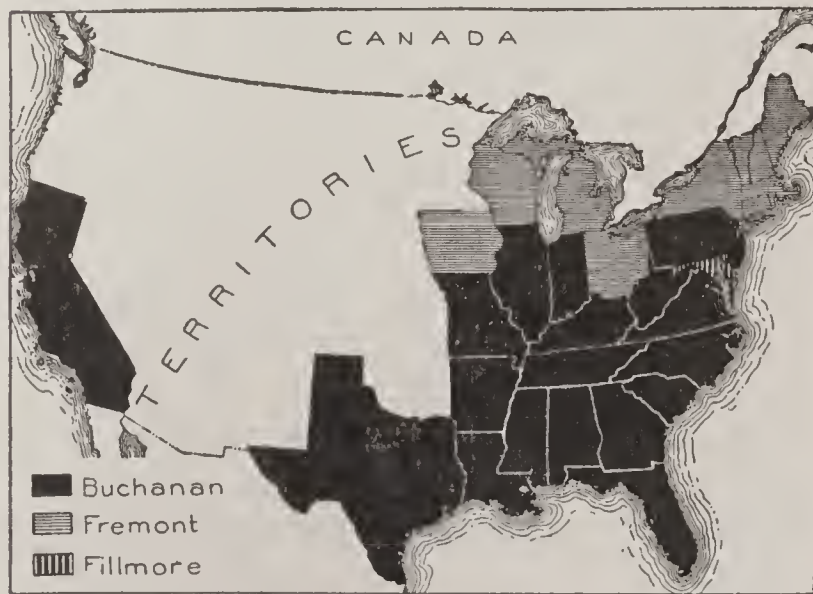 CANADA
TERRITORIES
Buchanan
Fremont
Fillmore